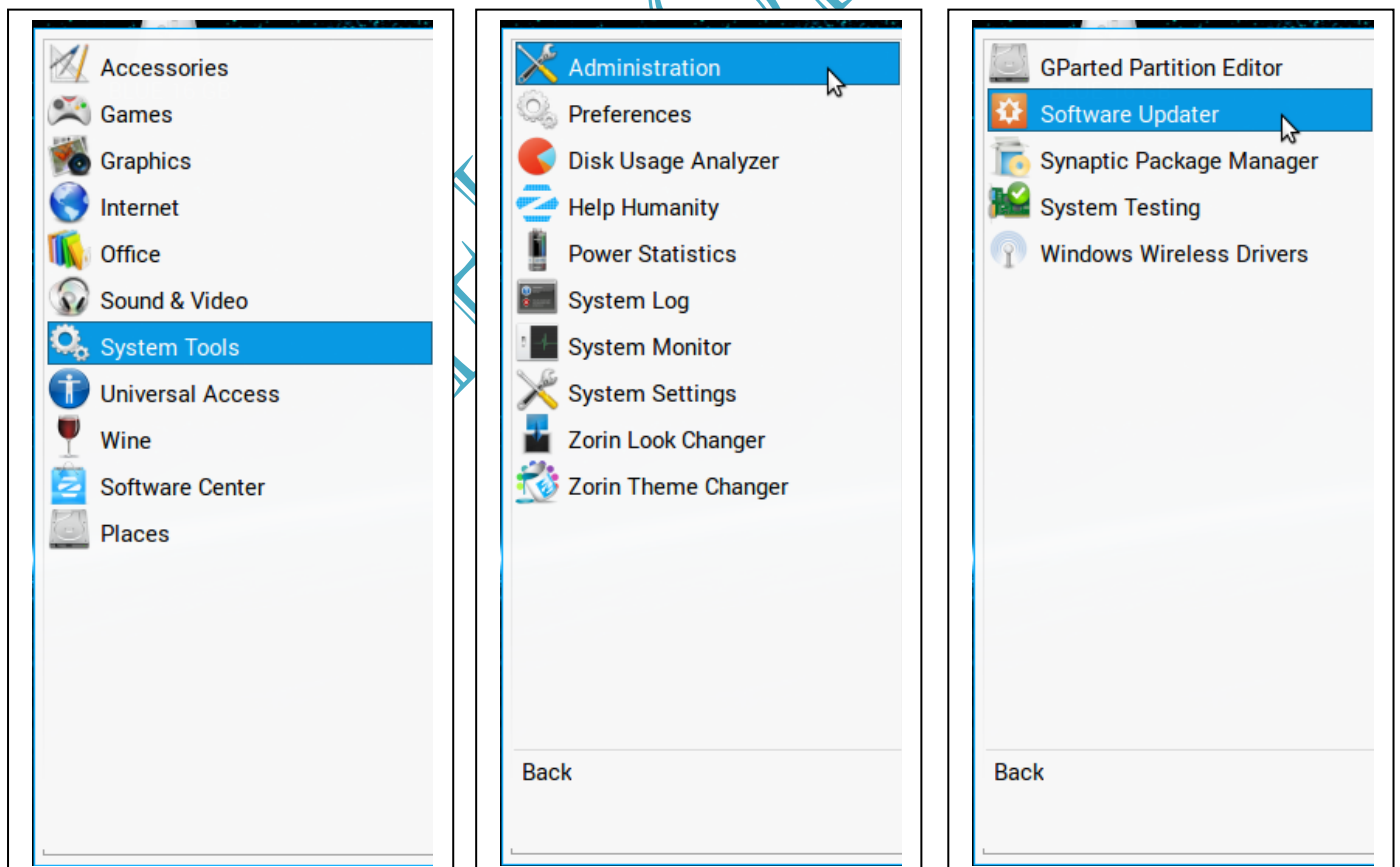 Accessories
Games
Graphics
Internet
Office
Sound & Video
System Tools
Universal Access
Wine
Software Center
Places
Administration
Preferences
Disk Usage Analyzer
Help Humanity
Power Statistics
System Log
System Monitor
System Settings
Zorin Look Changer
Zorin Theme Changer
Back
GParted Partition Editor
Software Updater
Synaptic Package Manager
System Testing
Windows Wireless Drivers
Back